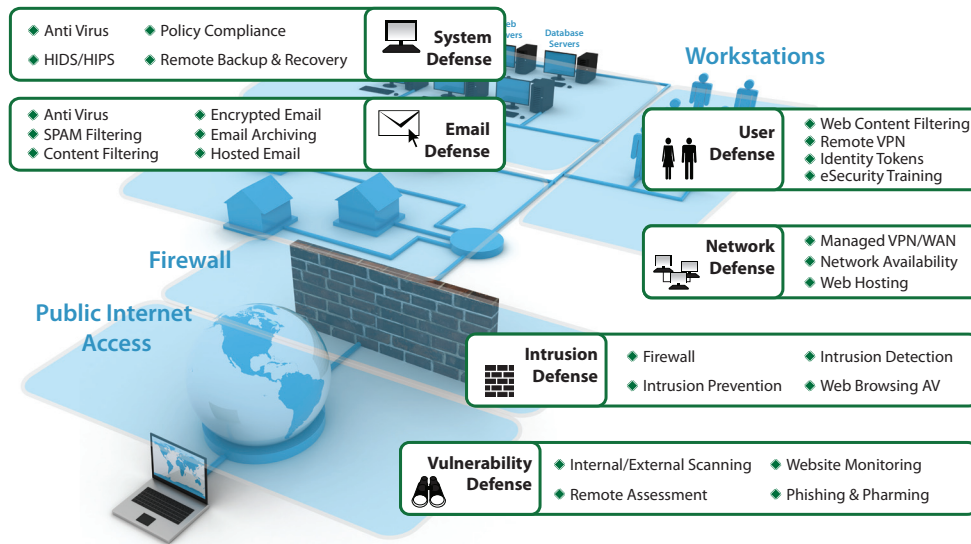 Anti Virus
Policy Compliance
HIDS/HIPS
Remote Backup & Recovery
System
Defense
Database
Servers
Workstations
Anti Virus
Encrypted Email
SPAM Filtering
Email Archiving
Content Filtering
Hosted Email
Email
Defense
User
Defense
Web Content Filtering
Remote VPN
Identity Tokens
eSecurity Training
Network
Defense
Managed VPN/WAN
Network Availability
Web Hosting
Firewall
Public Internet
Access
Intrusion
Defense
Firewall
Intrusion Detection
Intrusion Prevention
Web Browsing AV
Vulnerability
Defense
Internal/External Scanning
Website Monitoring
Remote Assessment
Phishing & Pharming